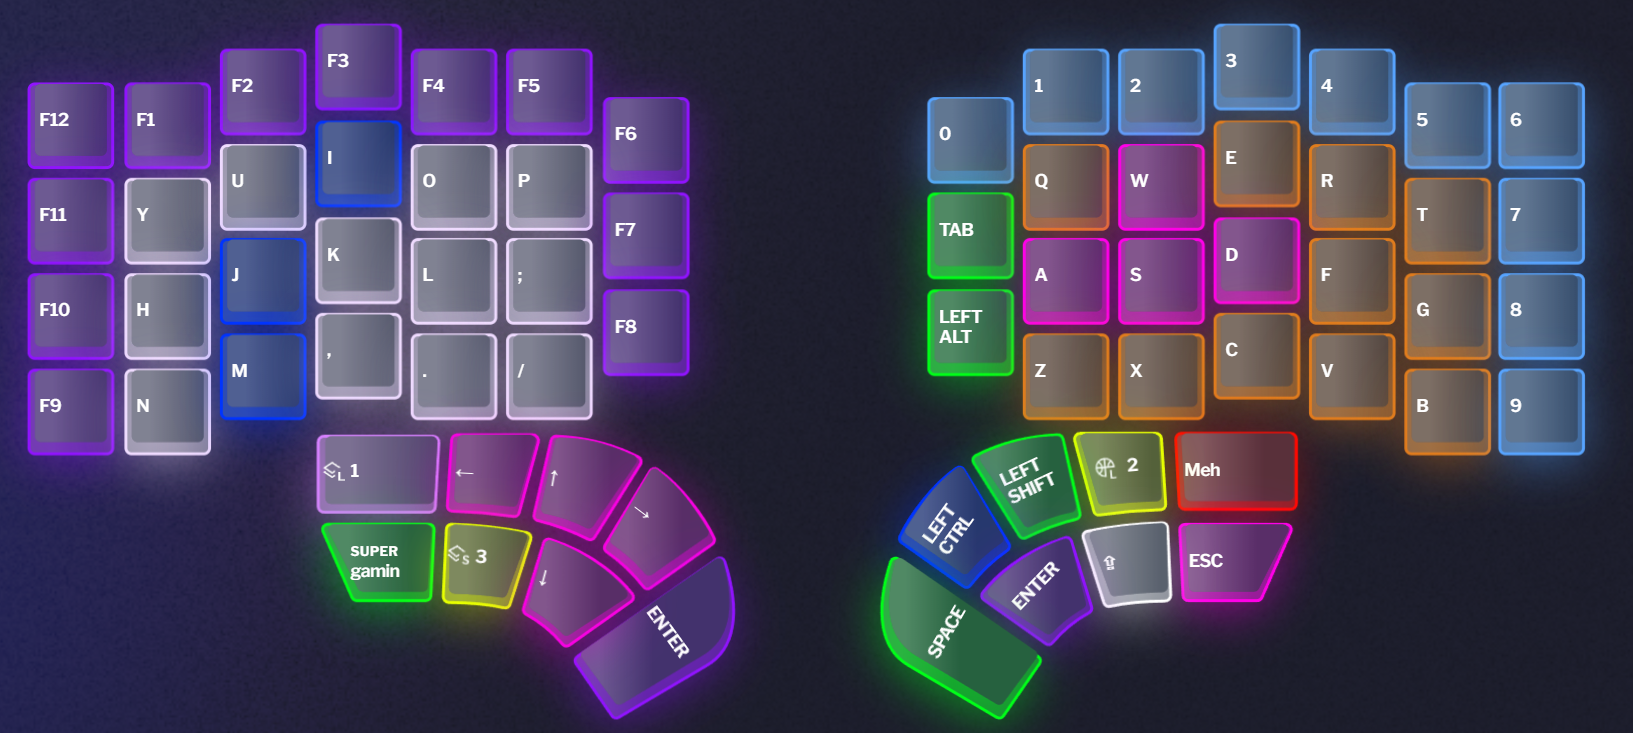 F12
F1
F2
F3
F4
F5
F6
F11
Y
U
I
O
P
F7
F10
H
J
K
L
;
F8
F9
N
M
,
.
/
L 1
←
↑
→
SUPER
gamin
S 3
↓
ENTER
0
1
2
3
4
5
6
TAB
Q
W
E
R
T
7
LEFT
ALT
A
S
D
F
G
8
Z
X
C
V
B
9
LEFT
CTRL
LEFT
SHIFT
L 2
Meh
SPACE
ENTER
⇪
ESC